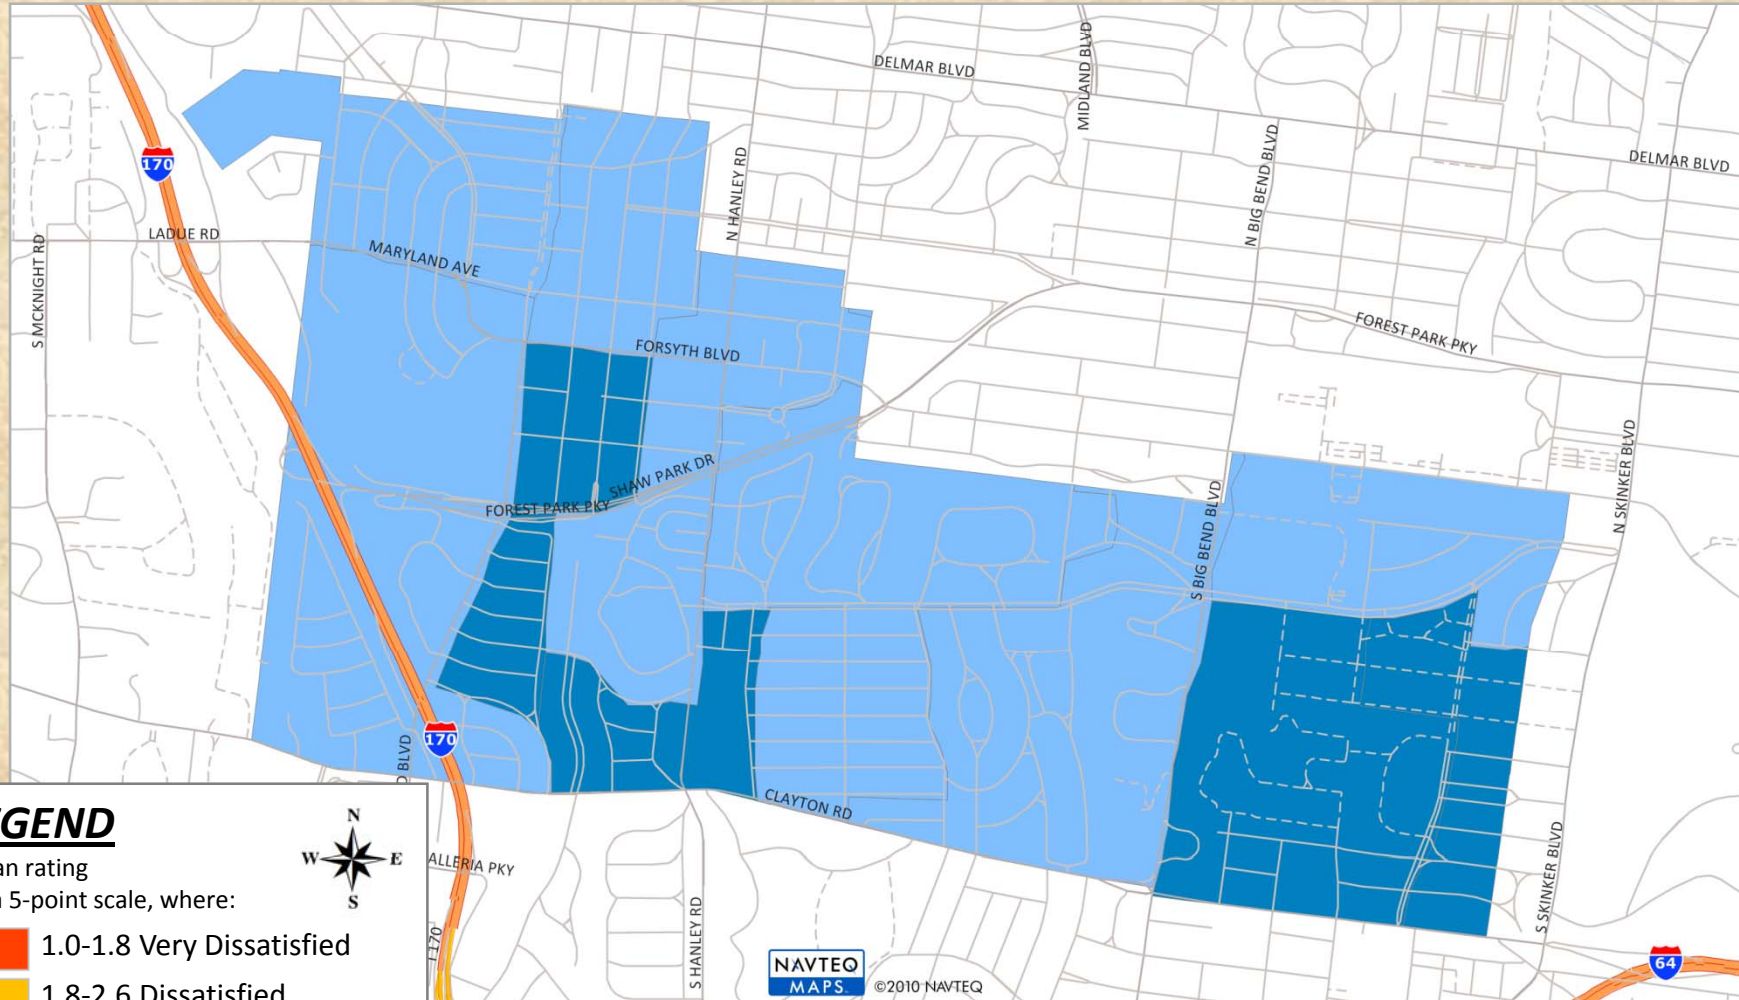 DELMAR BLVD
MIDLAND BLVD
DELMAR BLVD
170
N HANLEY RD
N BIG BEND BLVD
LADUE RD
MARYLAND AVE
S MCKNIGHT RD
FORSYTH BLVD
FOREST PARK PKY
SHAW PARK DR
FOREST PARK PKY
N SKINKER BLVD
S BIG BEND BLVD
170
D BLVD
CLAYTON RD
GEND
N
W E
S
an rating
5-point scale, where:
1.0-1.8 Very Dissatisfied
1.8-2.6 Dissatisfied
ALLERIA PKY
I 170
S HANLEY RD
S SKINKER BLVD
64
NAVTEQ
MAPS
©2010 NAVTEQ